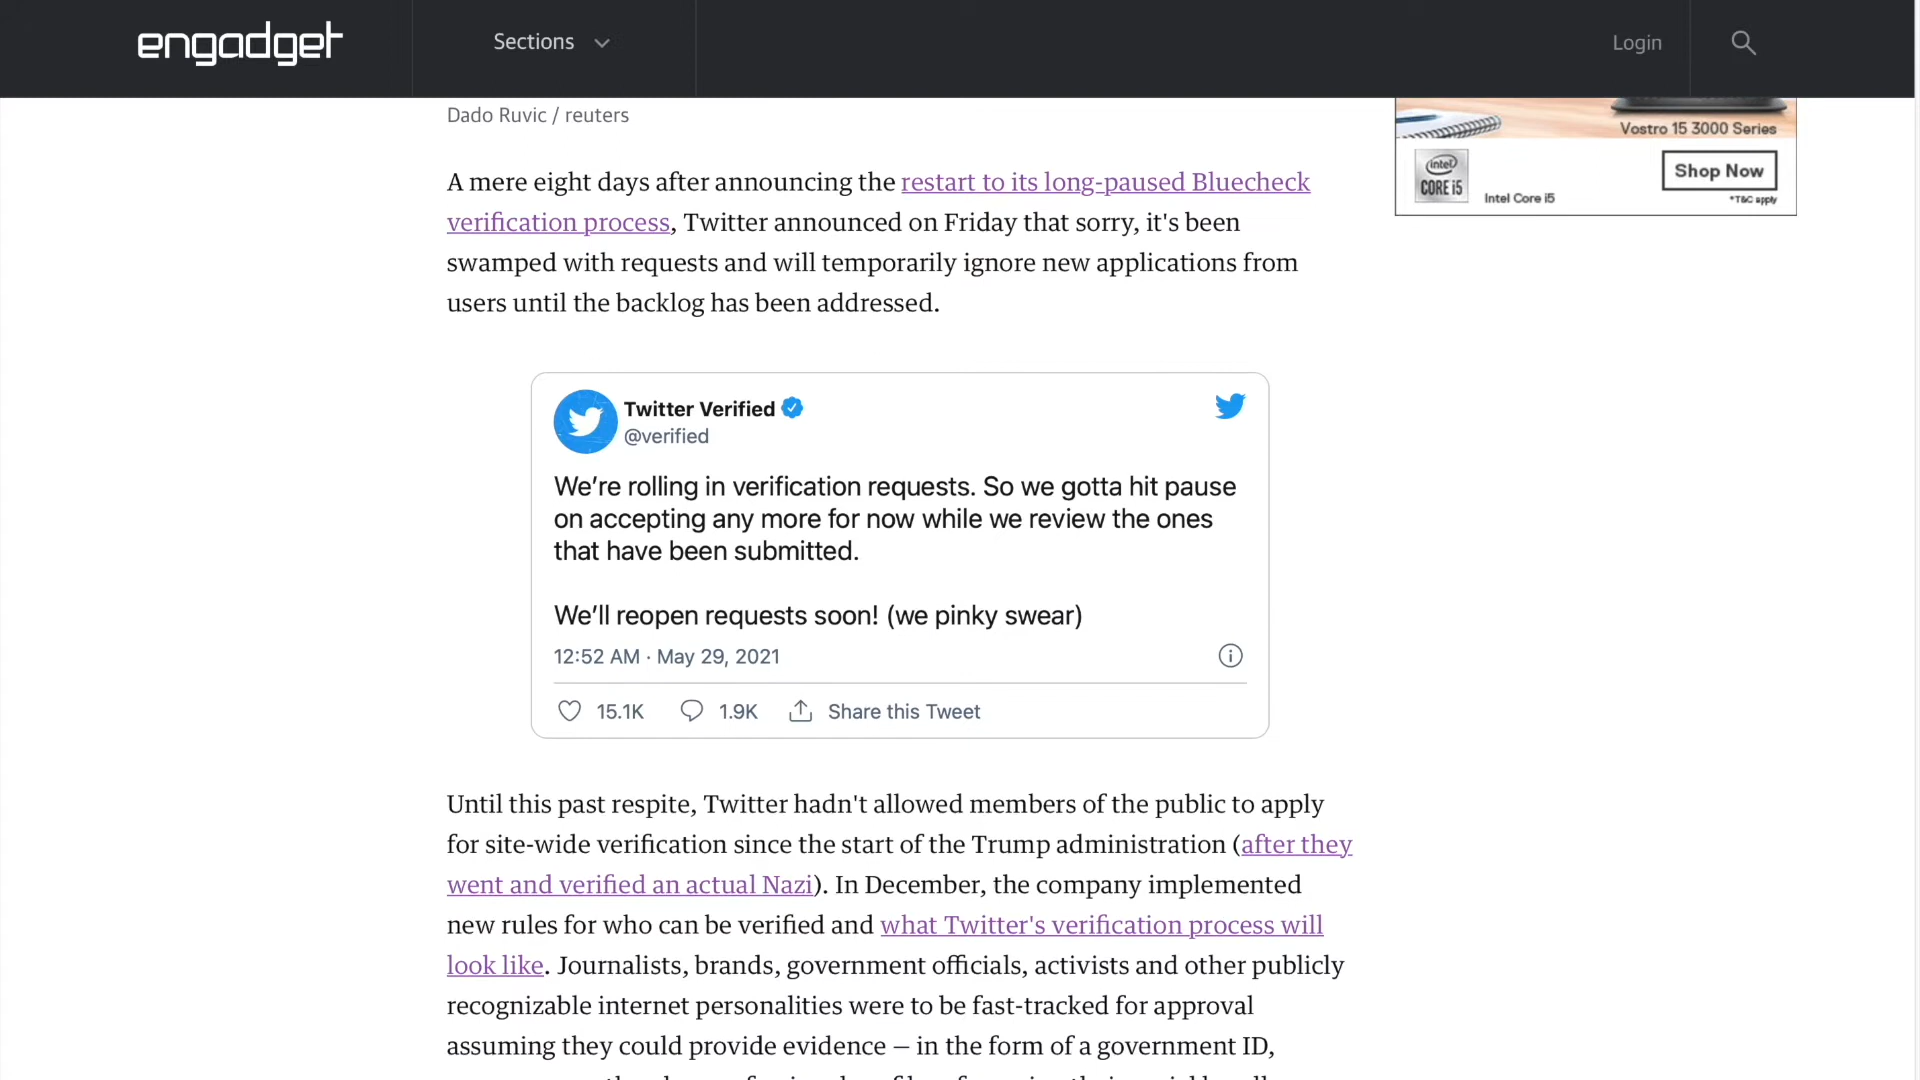 engadget
Sections
Login
Dado Ruvic / reuters
Vostro 15 3000 Series
intel
CORE i5
Intel Core i5
Shop Now
*T&C apply
A mere eight days after announcing the restart to its long-paused Bluecheck
verification process, Twitter announced on Friday that sorry, it's been
swamped with requests and will temporarily ignore new applications from
users until the backlog has been addressed.
Twitter Verified
@verified
We’re rolling in verification requests. So we gotta hit pause
on accepting any more for now while we review the ones
that have been submitted.
We’ll reopen requests soon! (we pinky swear)
12:52 AM · May 29, 2021
15.1K 1.9K Share this Tweet
Until this past respite, Twitter hadn't allowed members of the public to apply
for site-wide verification since the start of the Trump administration (after they
went and verified an actual Nazi). In December, the company implemented
new rules for who can be verified and what Twitter's verification process will
look like. Journalists, brands, government officials, activists and other publicly
recognizable internet personalities were to be fast-tracked for approval
assuming they could provide evidence — in the form of a government ID,